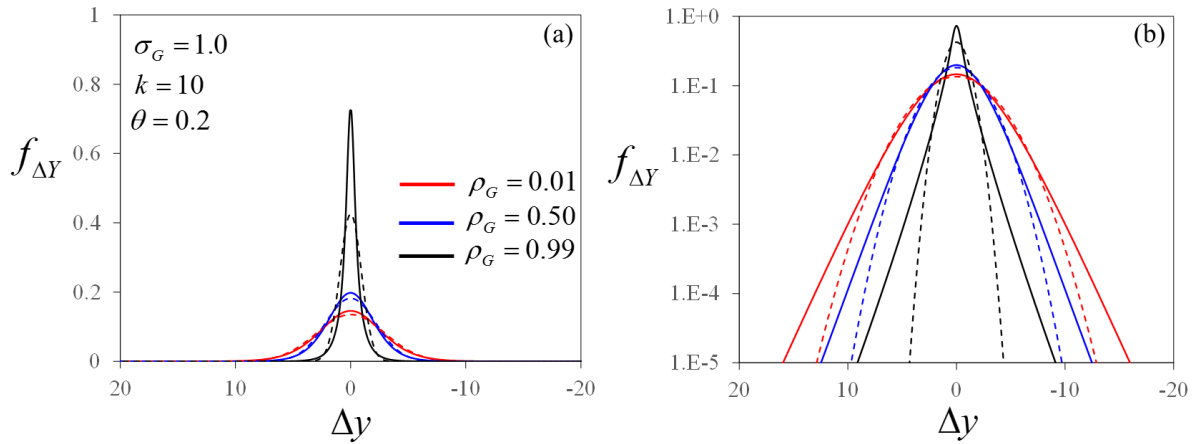 (a)
σ_G = 1.0
k = 10
θ = 0.2
f_ΔY
1
0.8
0.6
0.4
0.2
0
ρ_G = 0.01
ρ_G = 0.50
ρ_G = 0.99
20 10 0 -10 -20
Δy
(b)
f_ΔY
1.E+0
1.E-1
1.E-2
1.E-3
1.E-4
1.E-5
20 10 0 -10 -20
Δy